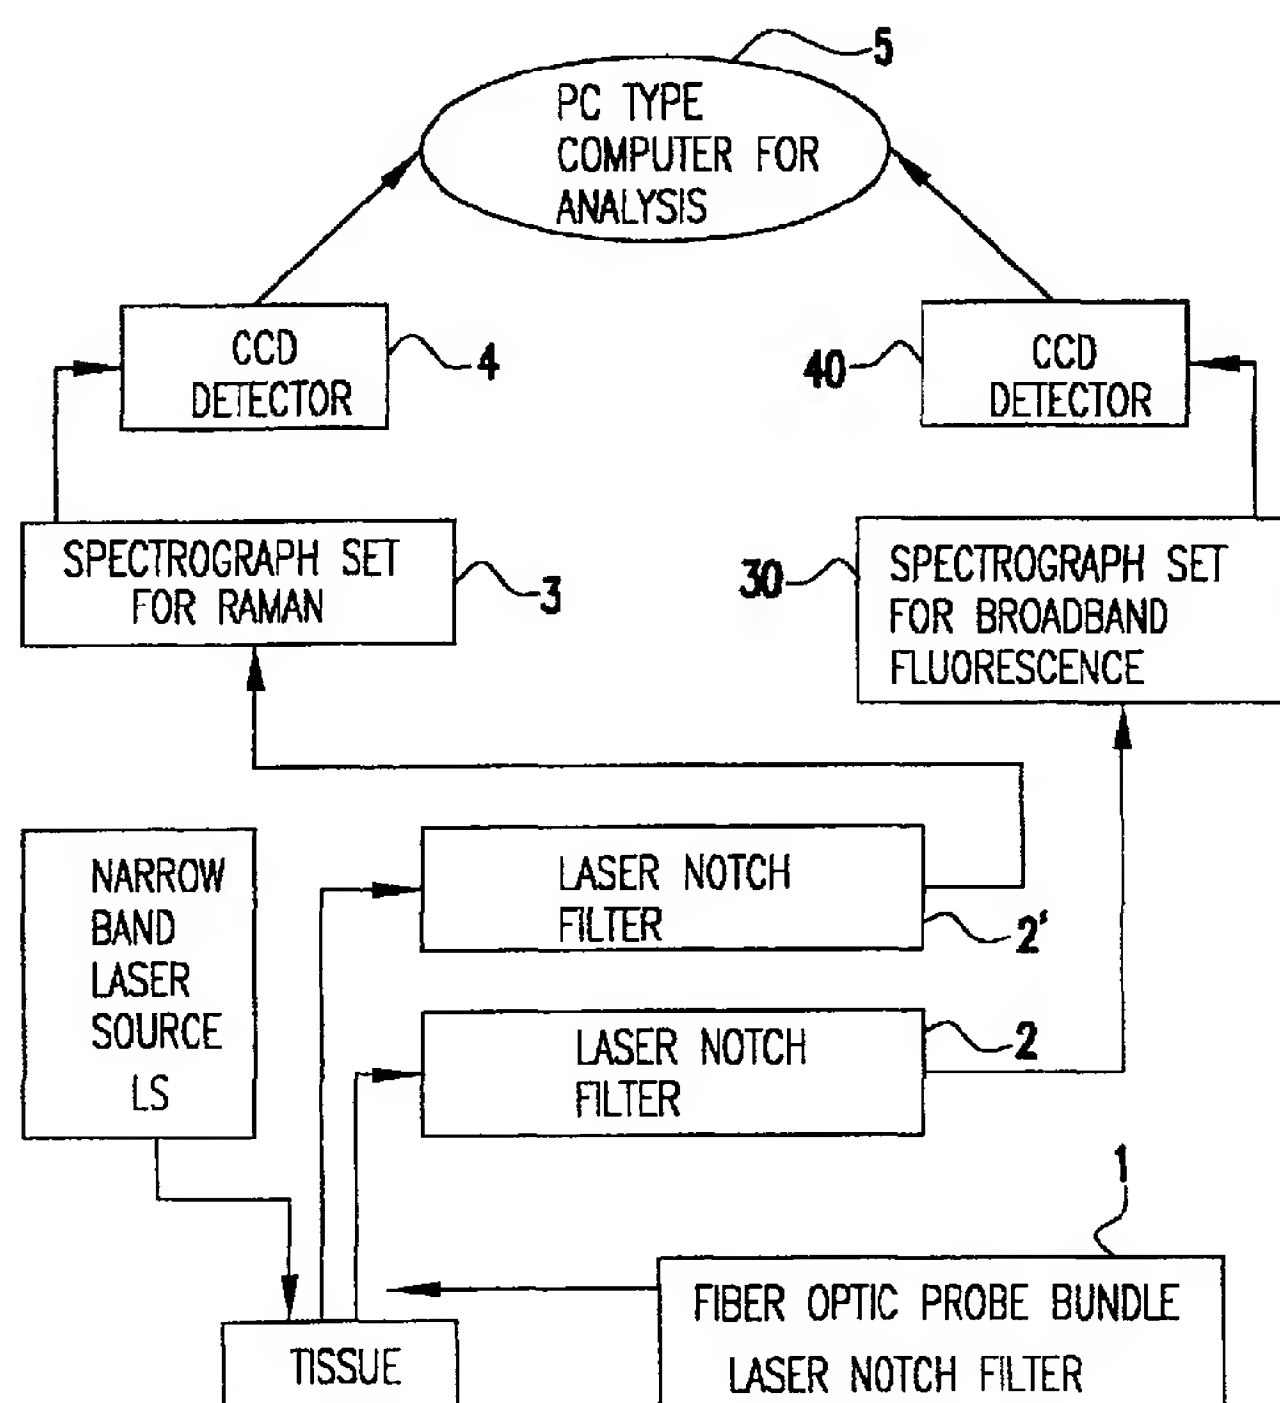 5
PC TYPE
COMPUTER FOR
ANALYSIS
CCD
DETECTOR
4
40
CCD
DETECTOR
SPECTROGRAPH SET
FOR RAMAN
3
30
SPECTROGRAPH SET
FOR BROADBAND
FLUORESCENCE
NARROW
BAND
LASER
SOURCE
LS
LASER NOTCH
FILTER
2'
LASER NOTCH
FILTER
2
1
TISSUE
FIBER OPTIC PROBE BUNDLE
LASER NOTCH FILTER